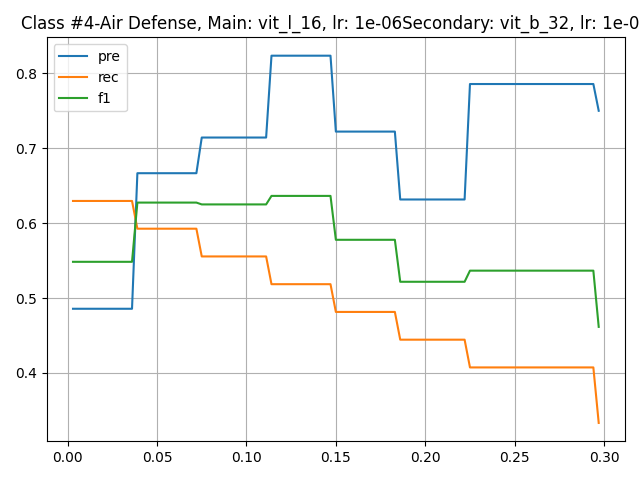 Class #4-Air Defense, Main: vit_l_16, lr: 1e-06Secondary: vit_b_32, lr: 1e-0
pre
rec
f1
0.8
0.7
0.6
0.5
0.4
0.00 0.05 0.10 0.15 0.20 0.25 0.30